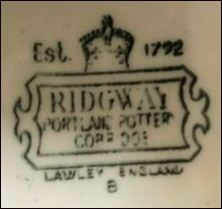 Est. 1792
RIDGWAY
PORTLAND POTTERY
COBRIDGE
LAWLEY ENGLAND
B